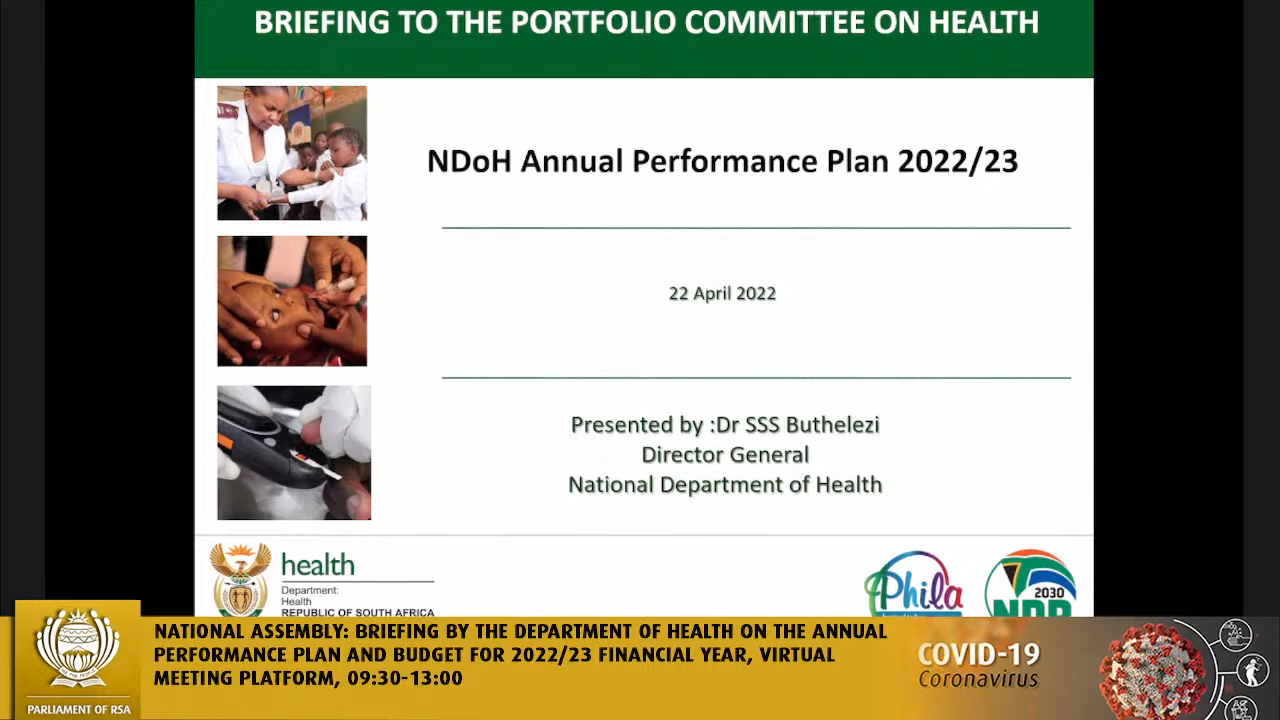 BRIEFING TO THE PORTFOLIO COMMITTEE ON HEALTH
NDoH Annual Performance Plan 2022/23
22 April 2022
Presented by :Dr SSS Buthelezi
Director General
National Department of Health
health
Department:
Health
REPUBLIC OF SOUTH AFRICA
Phila
2030
NDP
NATIONAL ASSEMBLY: BRIEFING BY THE DEPARTMENT OF HEALTH ON THE ANNUAL
PERFORMANCE PLAN AND BUDGET FOR 2022/23 FINANCIAL YEAR, VIRTUAL
MEETING PLATFORM, 09:30-13:00
PARLIAMENT OF RSA
COVID-19
Coronavirus